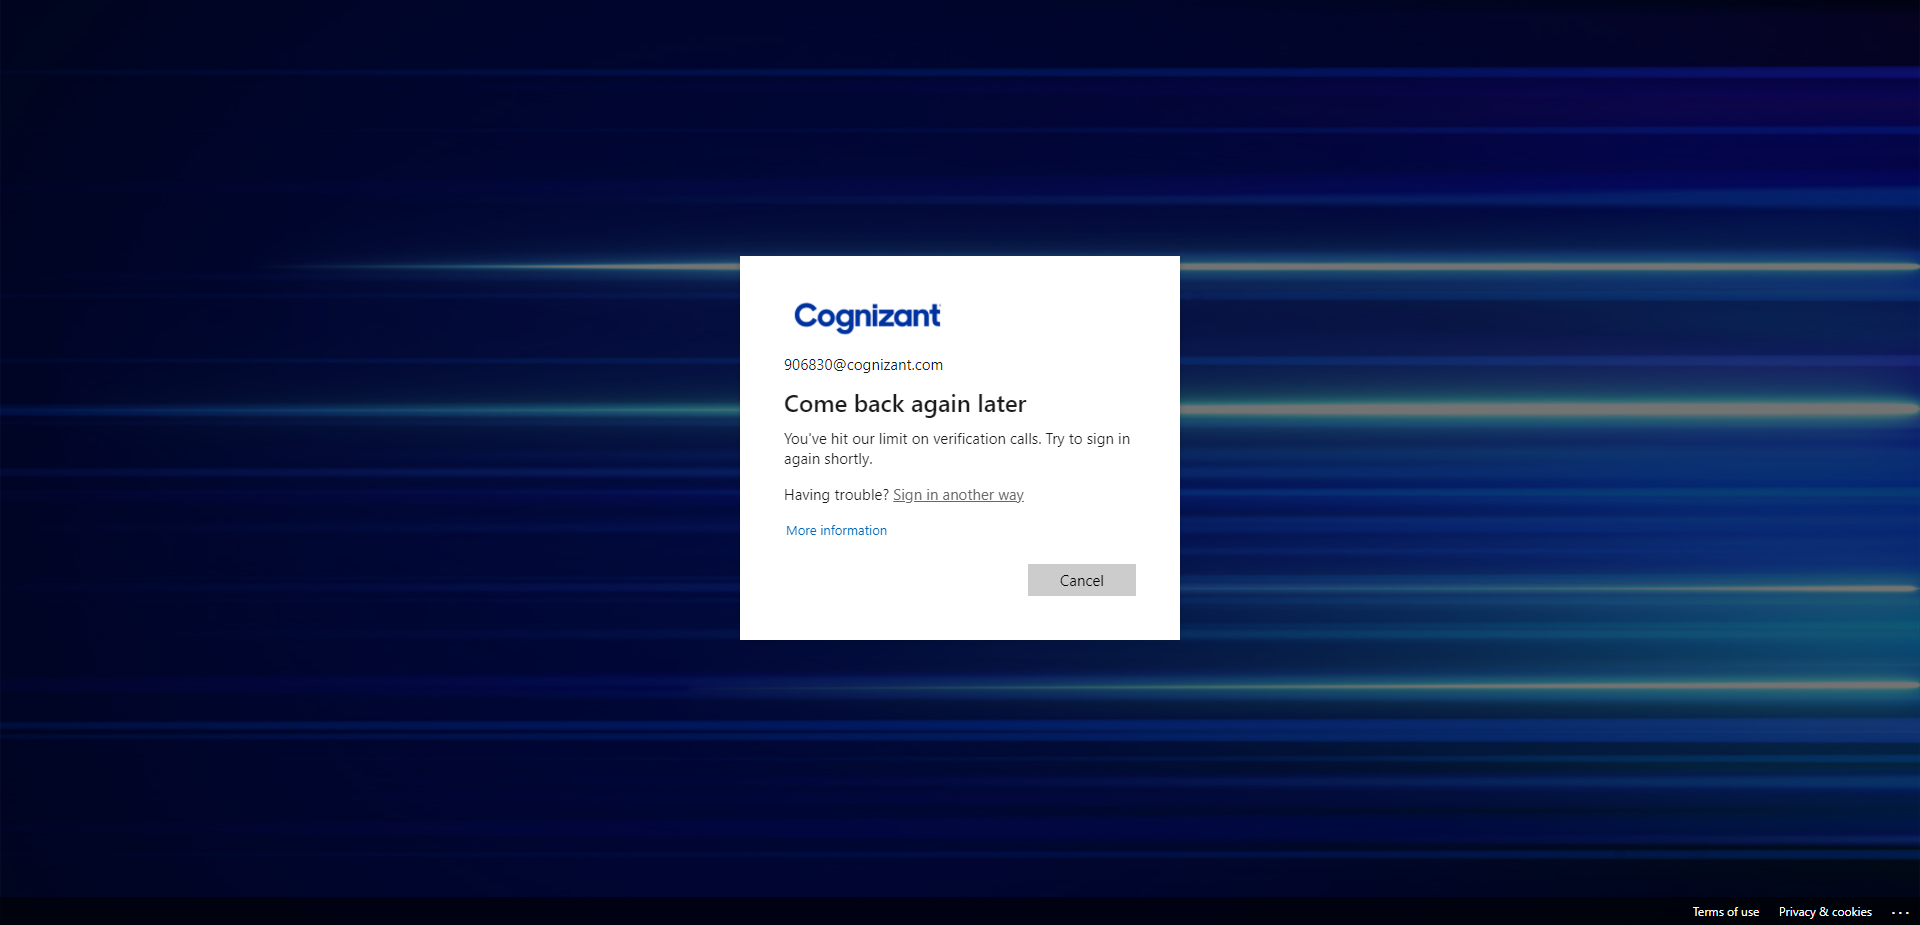 Cognizant
906830@cognizant.com
Come back again later
You've hit our limit on verification calls. Try to sign in
again shortly.
Having trouble? Sign in another way
More information
Cancel
Terms of use Privacy & cookies ...